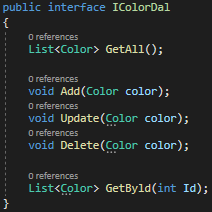 public interface IColorDal
{
0 references
List<Color> GetAll();
0 references
void Add(Color color);
0 references
void Update(Color color);
0 references
void Delete(Color color);
0 references
List<Color> GetById(int Id);
}